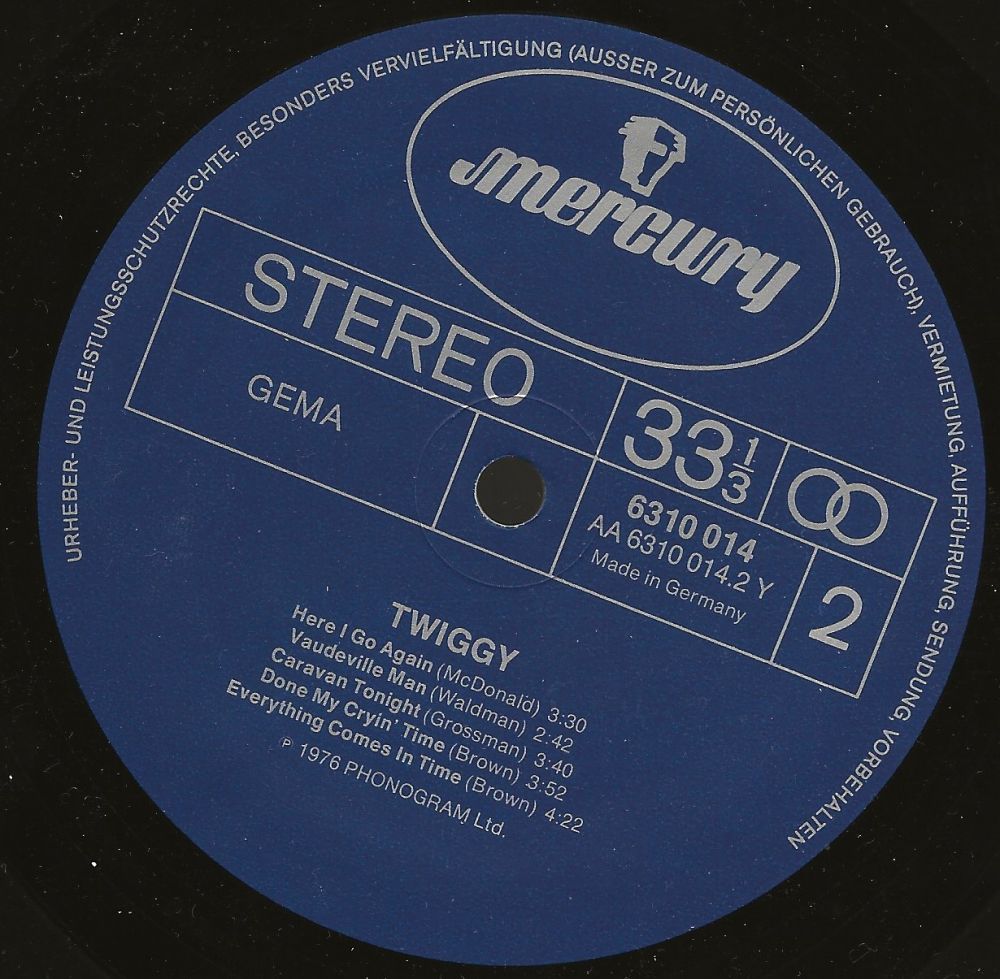 URHEBER- UND LEISTUNGSSCHUTZRECHTE, BESONDERS VERVIELFÄLTIGUNG (AUSSER ZUM PERSÖNLICHEN GEBRAUCH), VERMIETUNG, AUFFÜHRUNG, SENDUNG, VORBEHALTEN
mercury
STEREO
GEMA
33 1/3
6310 014
AA 6310 014.2 Y
Made in Germany
2
TWIGGY
Here I Go Again (McDonald) 3:30
Vaudeville Man (Waldman) 2:42
Caravan Tonight (Grossman) 3:40
Done My Cryin' Time (Brown) 3:52
Everything Comes In Time (Brown) 4:22
℗ 1976 PHONOGRAM Ltd.